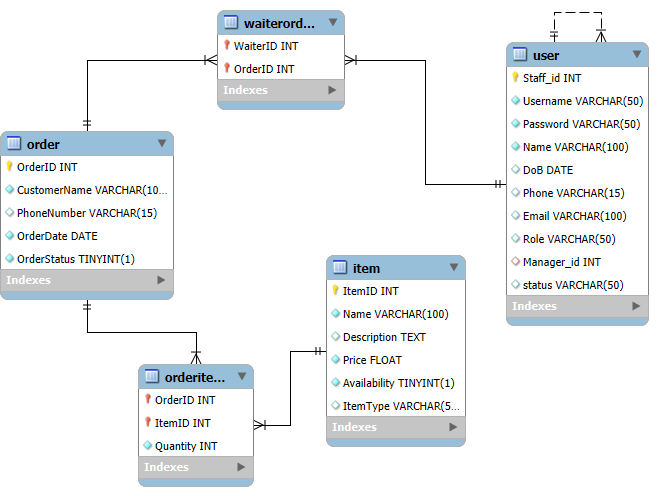 waiterord...
WaiterID INT
OrderID INT
Indexes
user
Staff_id INT
Username VARCHAR(50)
Password VARCHAR(50)
Name VARCHAR(100)
DoB DATE
Phone VARCHAR(15)
Email VARCHAR(100)
Role VARCHAR(50)
Manager_id INT
status VARCHAR(50)
Indexes
order
OrderID INT
CustomerName VARCHAR(10...
PhoneNumber VARCHAR(15)
OrderDate DATE
OrderStatus TINYINT(1)
Indexes
item
ItemID INT
Name VARCHAR(100)
Description TEXT
Price FLOAT
Availability TINYINT(1)
ItemType VARCHAR(5...
Indexes
orderite...
OrderID INT
ItemID INT
Quantity INT
Indexes